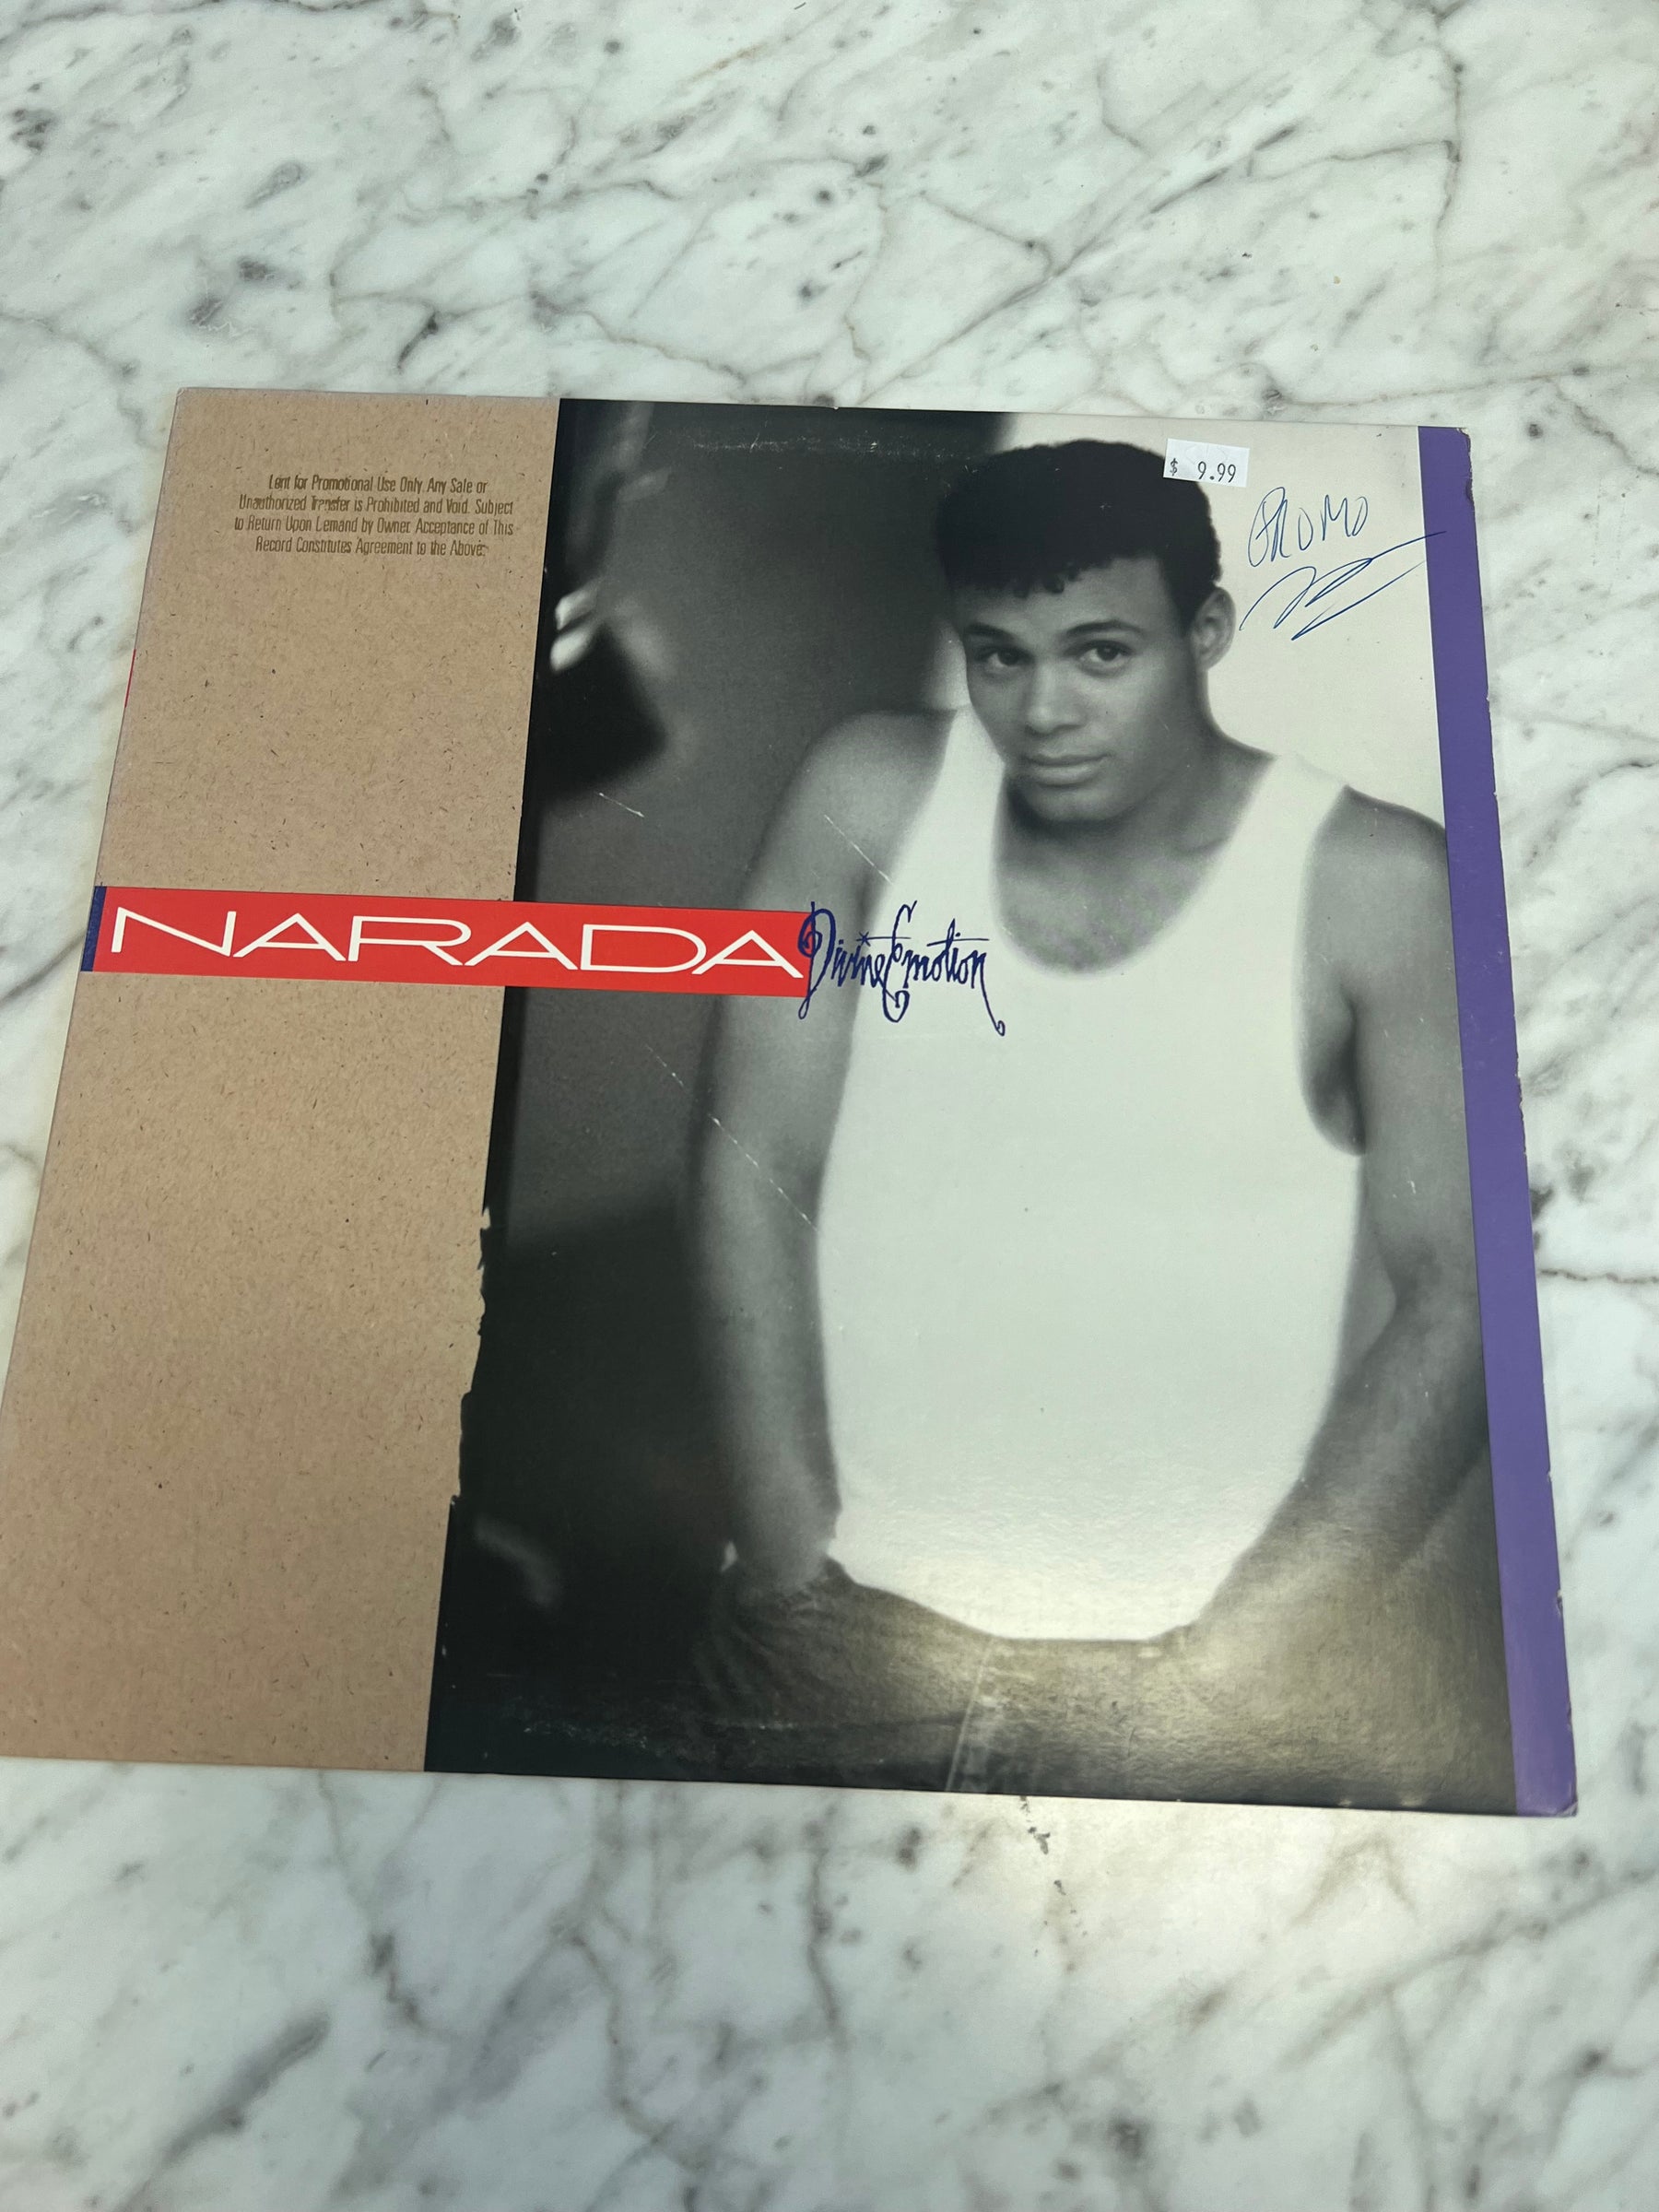 $ 9.99
PROMO
Lent for Promotional Use Only. Any Sale or
Unauthorized Transfer is Prohibited and Void. Subject
to Return Upon Lemand by Owner. Acceptance of This
Record Constitutes Agreement to the Above.
NARADA
Divine Emotion